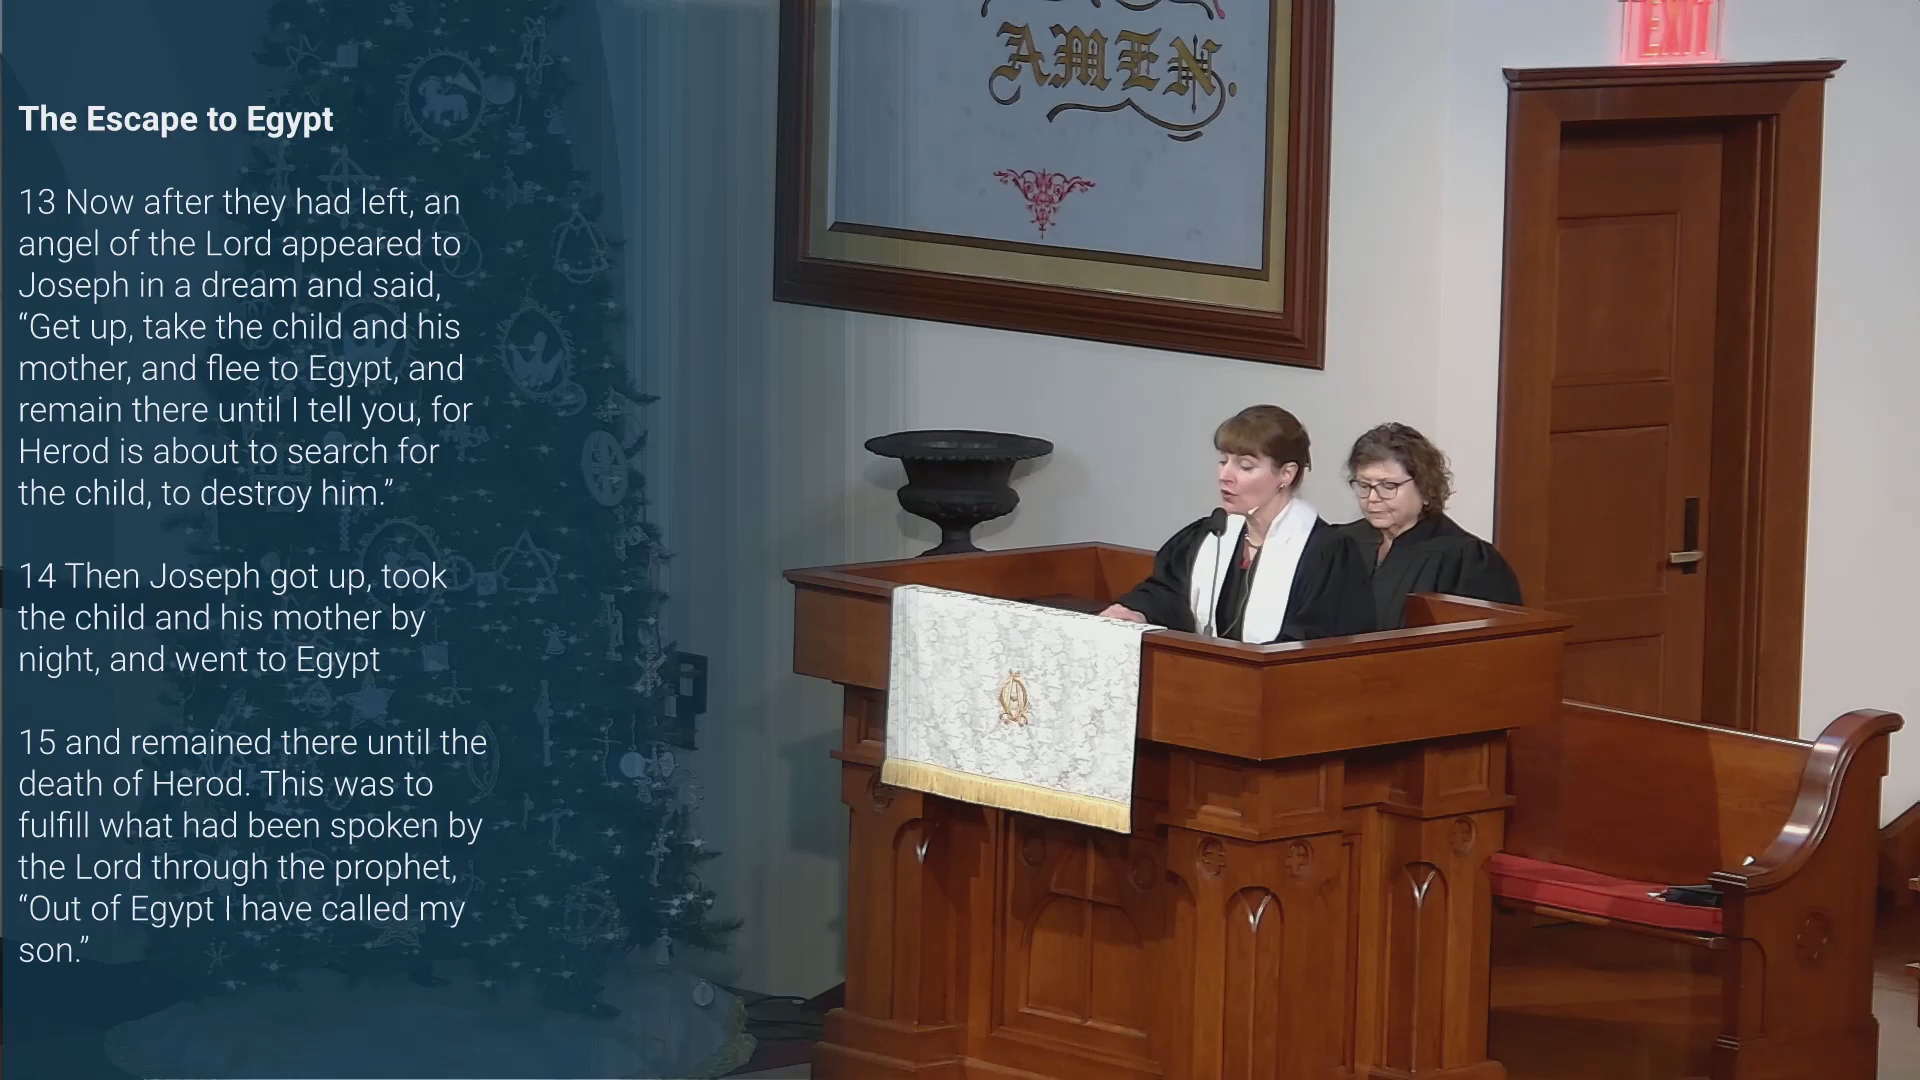 The Escape to Egypt
13 Now after they had left, an
angel of the Lord appeared to
Joseph in a dream and said,
“Get up, take the child and his
mother, and flee to Egypt, and
remain there until I tell you, for
Herod is about to search for
the child, to destroy him.”
14 Then Joseph got up, took
the child and his mother by
night, and went to Egypt
15 and remained there until the
death of Herod. This was to
fulfill what had been spoken by
the Lord through the prophet,
“Out of Egypt I have called my
son.”
AMEN.
EXIT